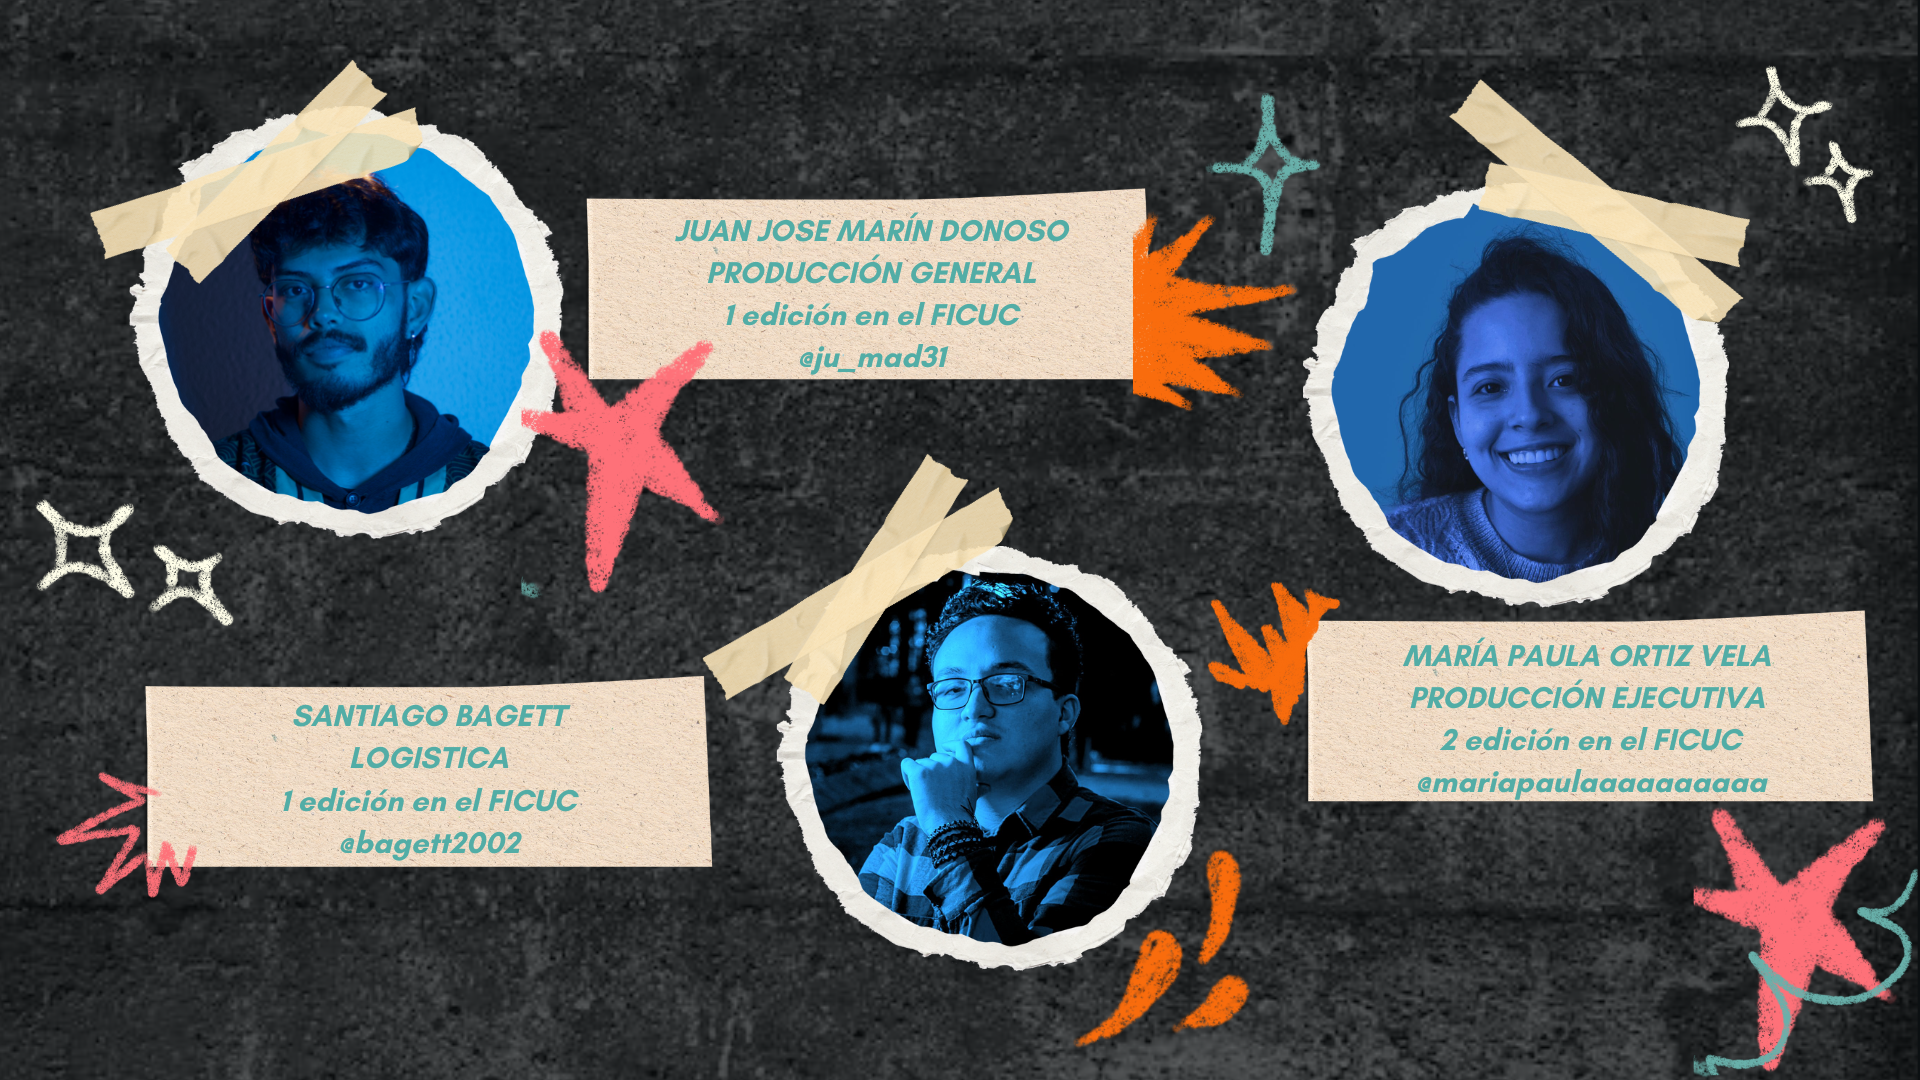 JUAN JOSE MARÍN DONOSO
PRODUCCIÓN GENERAL
1 edición en el FICUC
@ju_mad31
MARÍA PAULA ORTIZ VELA
PRODUCCIÓN EJECUTIVA
2 edición en el FICUC
@mariapaulaaaaaaaaaa
SANTIAGO BAGETT
LOGISTICA
1 edición en el FICUC
@bagett2002